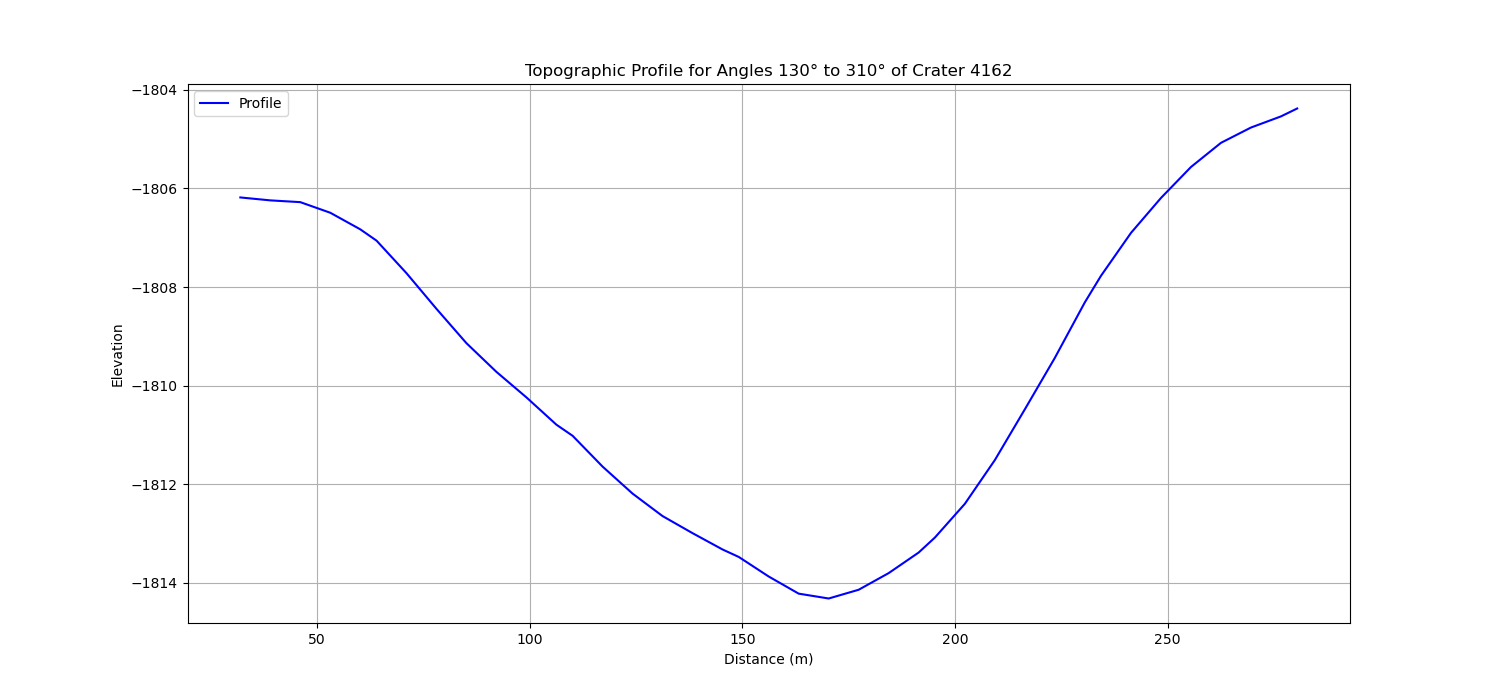 Topographic Profile for Angles 130° to 310° of Crater 4162
Profile
−1804
−1806
−1808
−1810
−1812
−1814
Elevation
50
100
150
200
250
Distance (m)